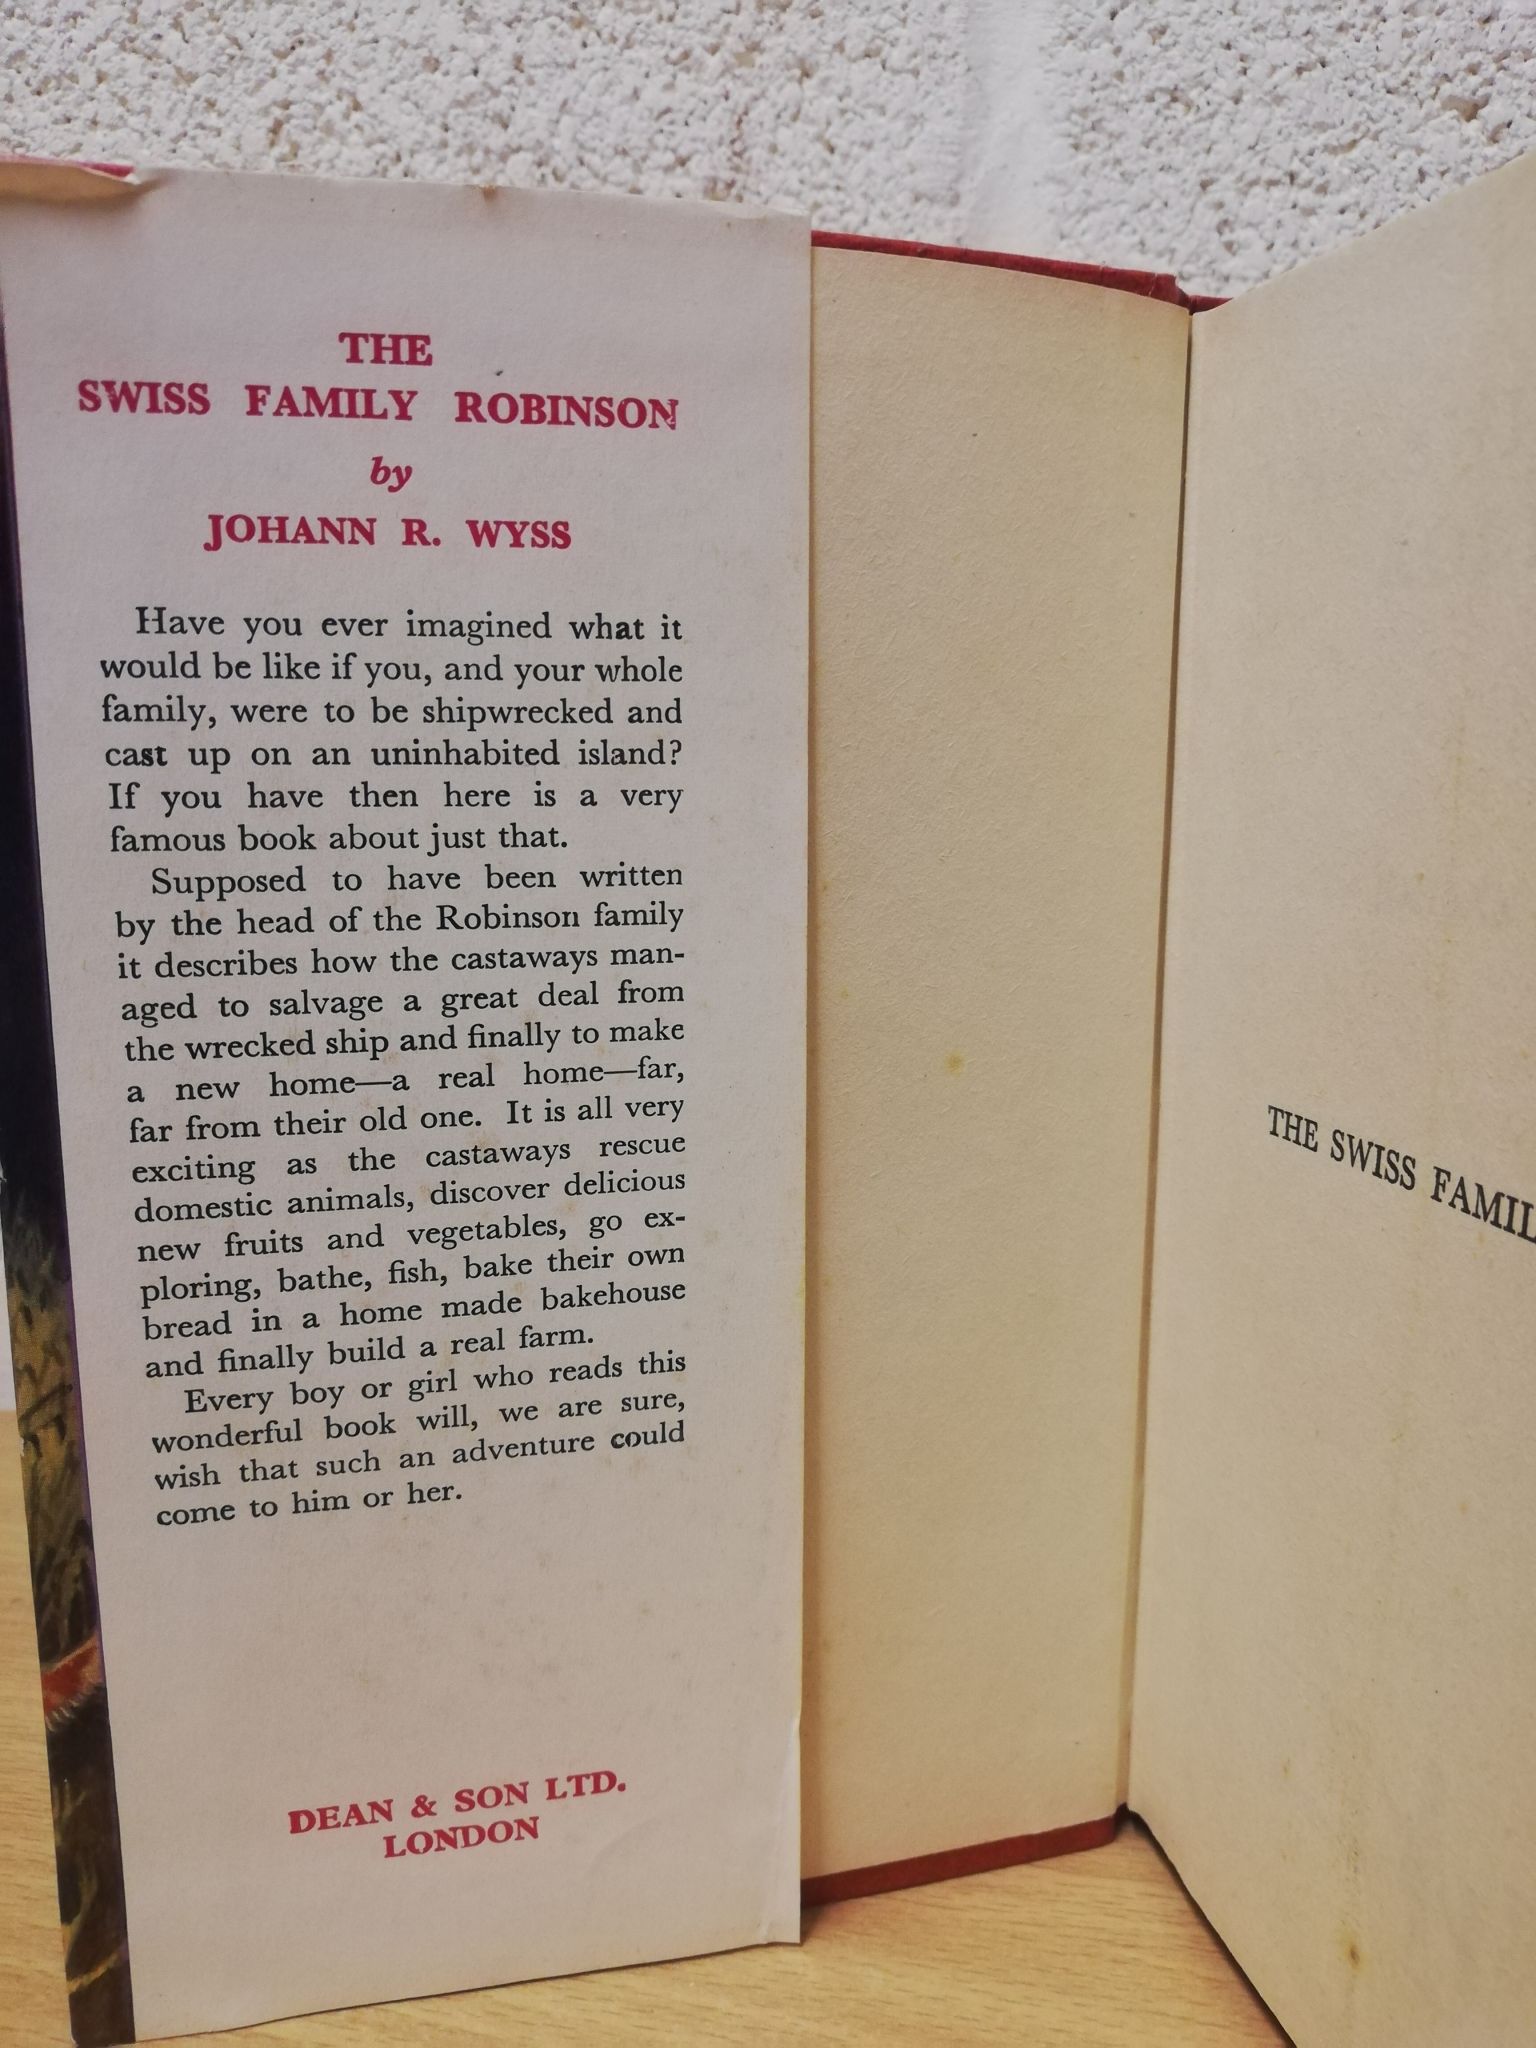 THE
SWISS FAMILY ROBINSON
by
JOHANN R. WYSS
Have you ever imagined what it
would be like if you, and your whole
family, were to be shipwrecked and
cast up on an uninhabited island?
If you have then here is a very
famous book about just that.
Supposed to have been written
by the head of the Robinson family
it describes how the castaways man-
aged to salvage a great deal from
the wrecked ship and finally to make
a new home—a real home—far,
far from their old one. It is all very
exciting as the castaways rescue
domestic animals, discover delicious
new fruits and vegetables, go ex-
ploring, bathe, fish, bake their own
bread in a home made bakehouse
and finally build a real farm.
Every boy or girl who reads this
wonderful book will, we are sure,
wish that such an adventure could
come to him or her.
DEAN & SON LTD.
LONDON
THE SWISS FAMIL